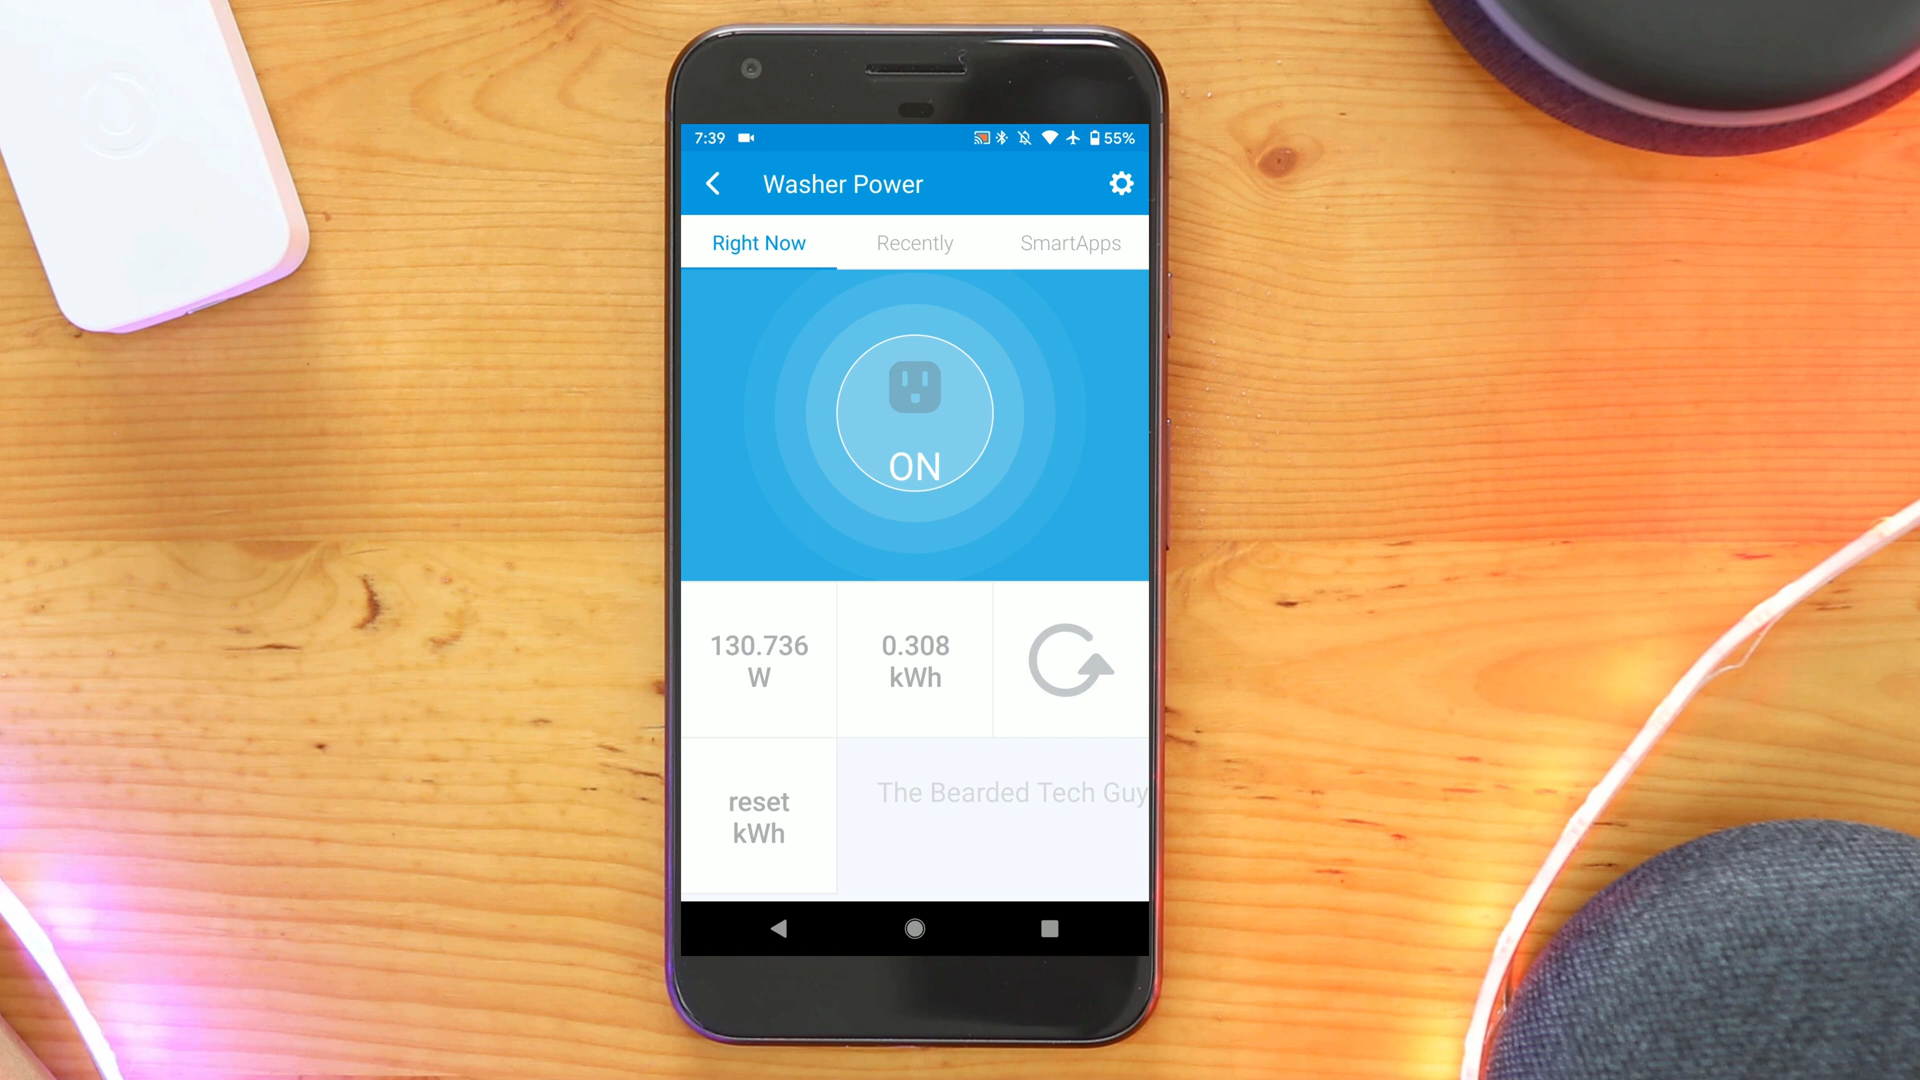 7:39 55%
Washer Power
Right Now Recently SmartApps
ON
130.736
W
0.308
kWh
reset
kWh
The Bearded Tech Guy